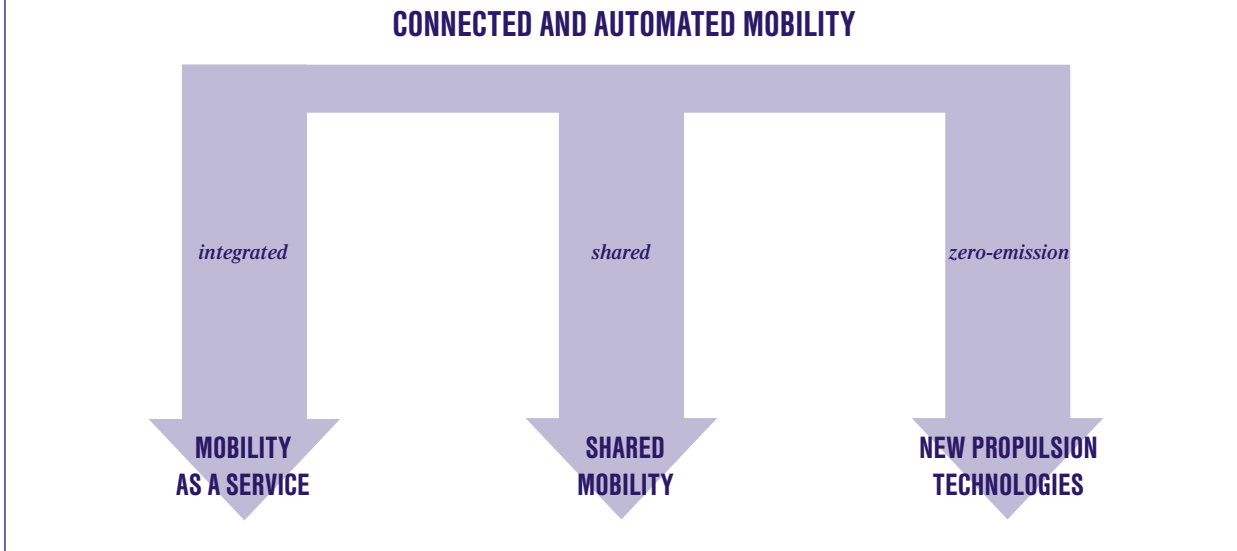 CONNECTED AND AUTOMATED MOBILITY
integrated
shared
zero-emission
MOBILITY
AS A SERVICE
SHARED
MOBILITY
NEW PROPULSION
TECHNOLOGIES